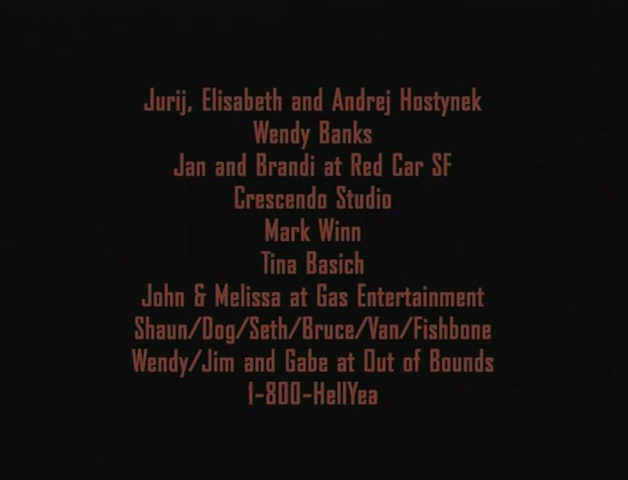 Jurij, Elisabeth and Andrej Hostynek
Wendy Banks
Jan and Brandi at Red Car SF
Crescendo Studio
Mark Winn
Tina Basich
John & Melissa at Gas Entertainment
Shaun/Dog/Seth/Bruce/Van/Fishbone
Wendy/Jim and Gabe at Out of Bounds
1-800-HellYea